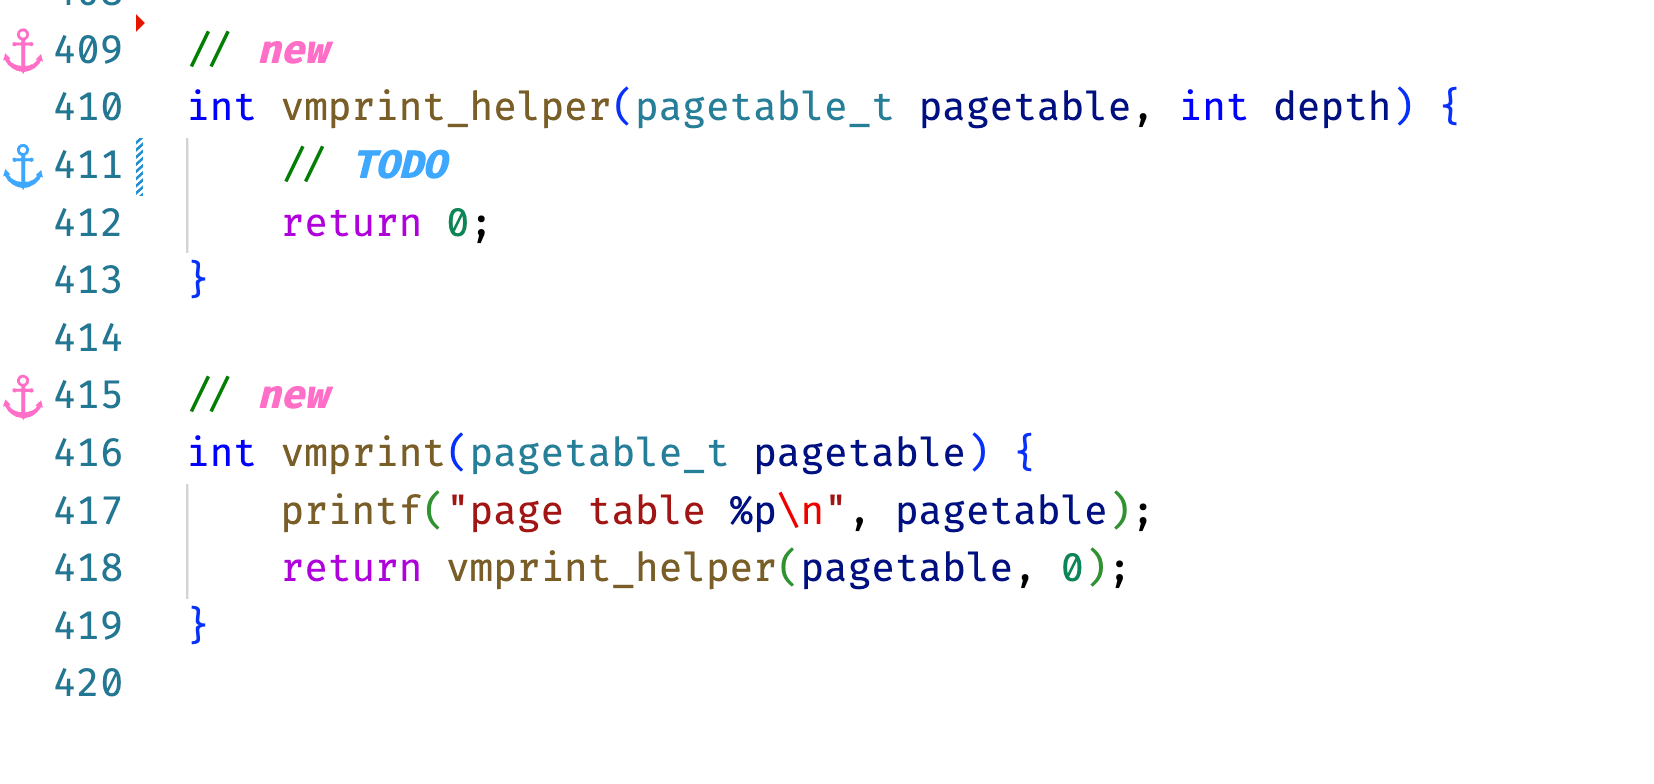 409 // new
410 int vmprint_helper(pagetable_t pagetable, int depth) {
411 // TODO
412 return 0;
413 }
414
415 // new
416 int vmprint(pagetable_t pagetable) {
417 printf("page table %p\n", pagetable);
418 return vmprint_helper(pagetable, 0);
419 }
420